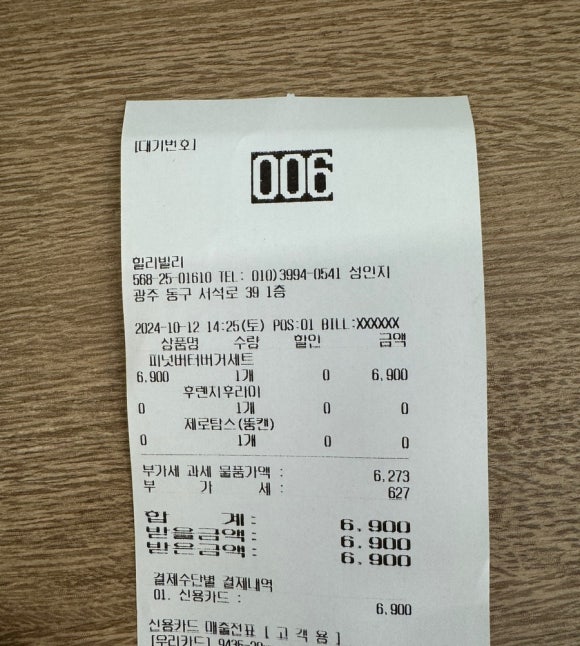 [대기번호]
006
힐리빌리
568-25-01610 TEL: 010)3994-0541 성인지
광주 동구 서석로 39 1층
2024-10-12 14:25(토) POS:01 BILL:XXXXXX
상품명 수량 할인 금액
피넛버터버거세트
6,900 1개 0 6,900
후렌치후라이
0 1개 0 0
제로탐스(뚱캔)
0 1개 0 0
부가세 과세 물품가액 : 6,273
부 가 세 : 627
합 계: 6,900
받을금액: 6,900
받은금액: 6,900
결제수단별 결제내역
01. 신용카드 : 6,900
신용카드 매출전표 [ 고 객 용 ]
[우리카드] 9436-20